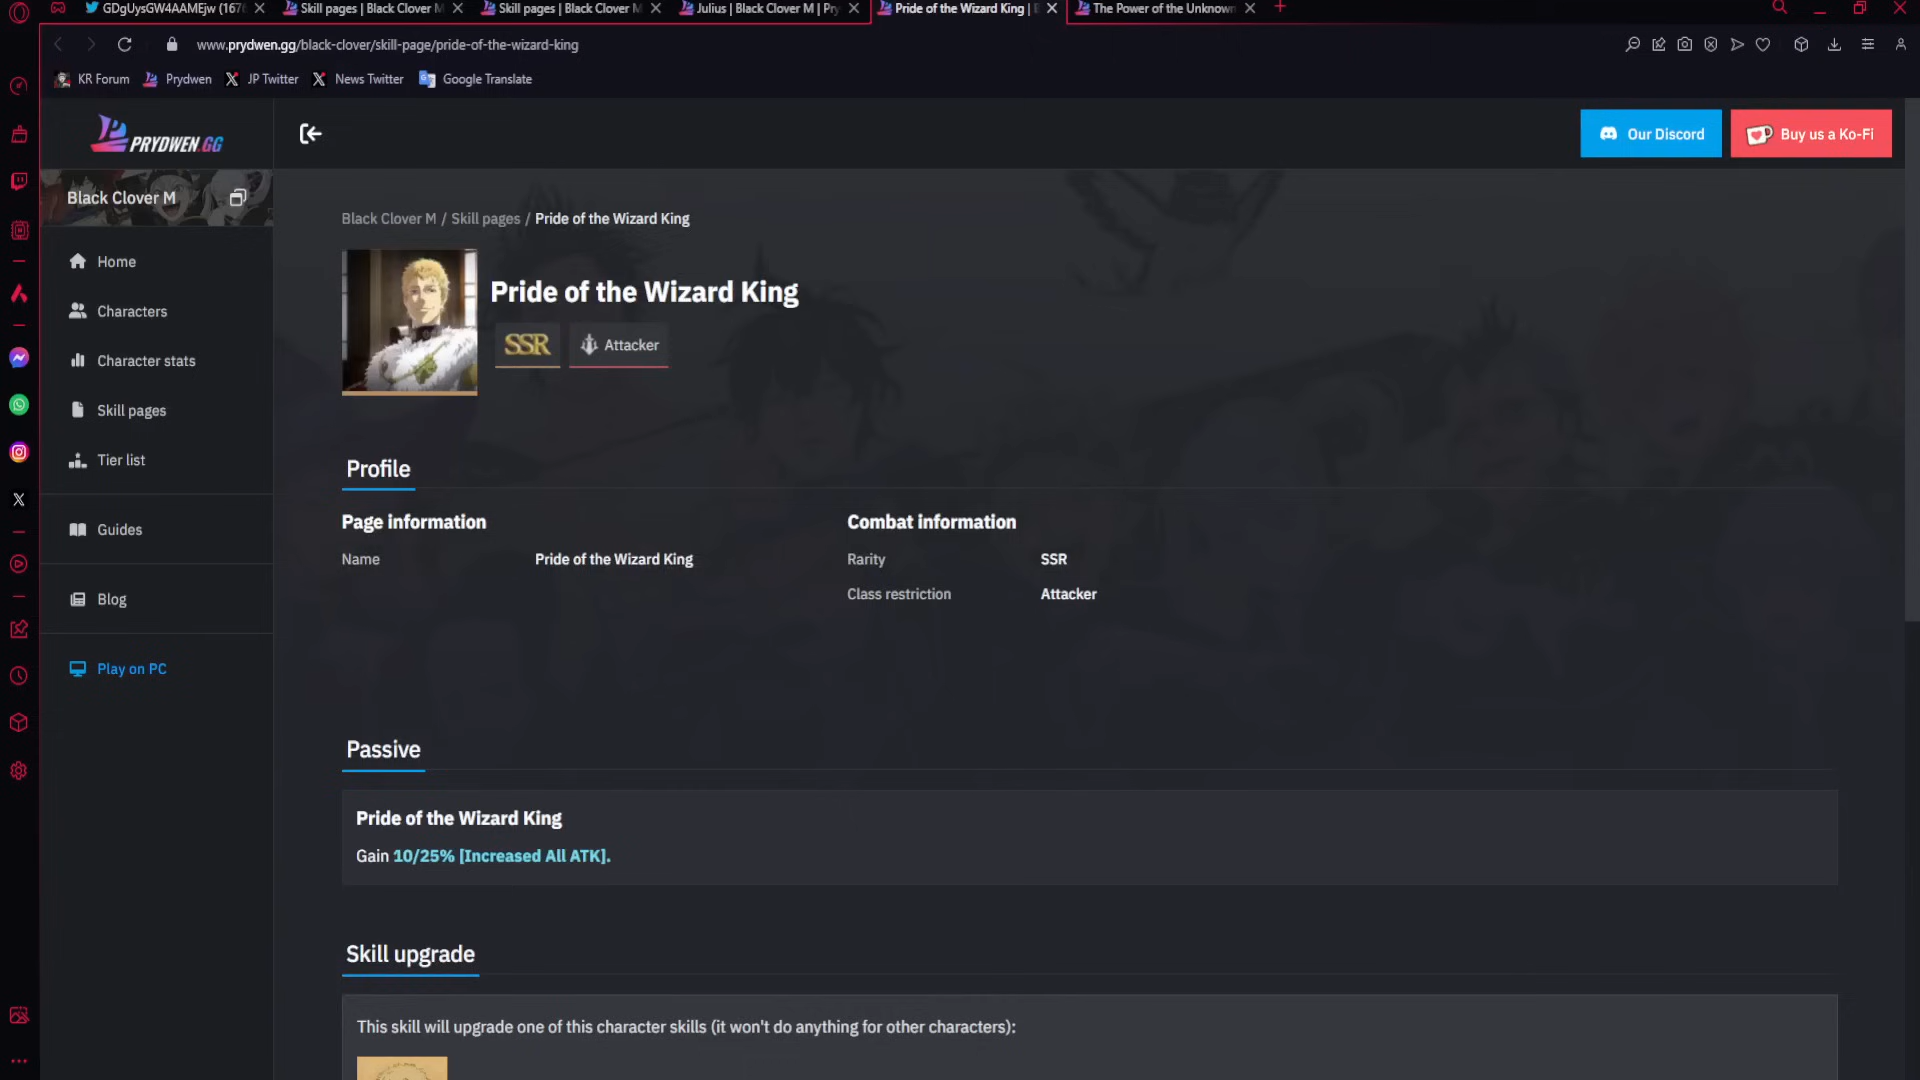 GDgUysGW4AAMEjw (167
Skill pages | Black Clover M
Skill pages | Black Clover M
Julius | Black Clover M | Pry
Pride of the Wizard King |
The Power of the Unknown
www.prydwen.gg/black-clover/skill-page/pride-of-the-wizard-king
KR Forum
Prydwen
JP Twitter
News Twitter
Google Translate
PRYDWEN.GG
Our Discord
Buy us a Ko-Fi
Black Clover M
Home
Characters
Character stats
Skill pages
Tier list
Guides
Blog
Play on PC
Black Clover M / Skill pages / Pride of the Wizard King
Pride of the Wizard King
SSR
Attacker
Profile
Page information
Name Pride of the Wizard King
Combat information
Rarity SSR
Class restriction Attacker
Passive
Pride of the Wizard King
Gain 10/25% [Increased All ATK].
Skill upgrade
This skill will upgrade one of this character skills (it won't do anything for other characters):